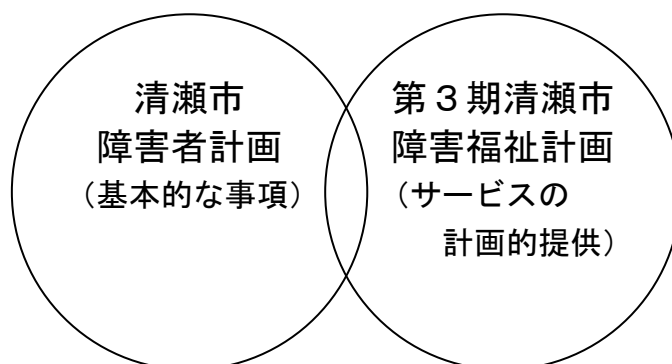 清瀬市
障害者計画
（基本的な事項）
第３期清瀬市
障害福祉計画
（サービスの
計画的提供）